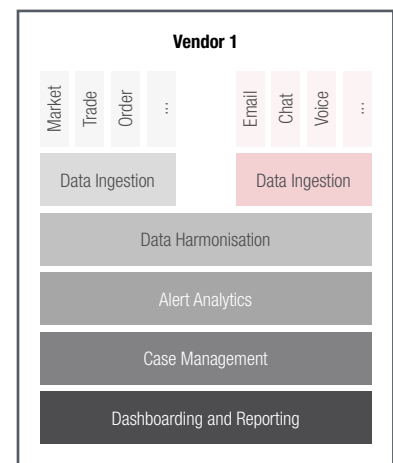 Vendor 1
Market
Trade
Order
...
Email
Chat
Voice
...
Data Ingestion
Data Ingestion
Data Harmonisation
Alert Analytics
Case Management
Dashboarding and Reporting